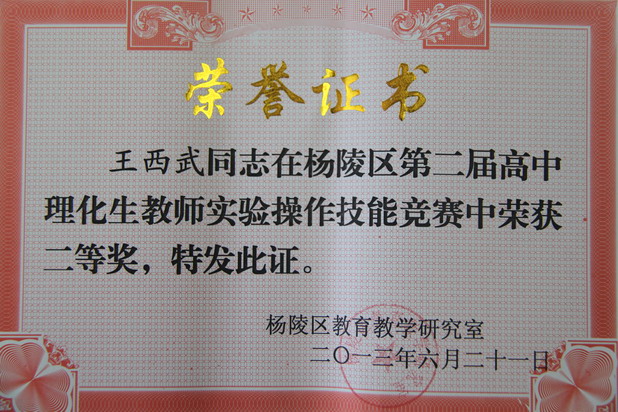 荣誉证书
王西武同志在杨陵区第二届高中
理化生教师实验操作技能竞赛中荣获
二等奖，特发此证。
杨陵区教育教学研究室
二〇一三年六月二十一日